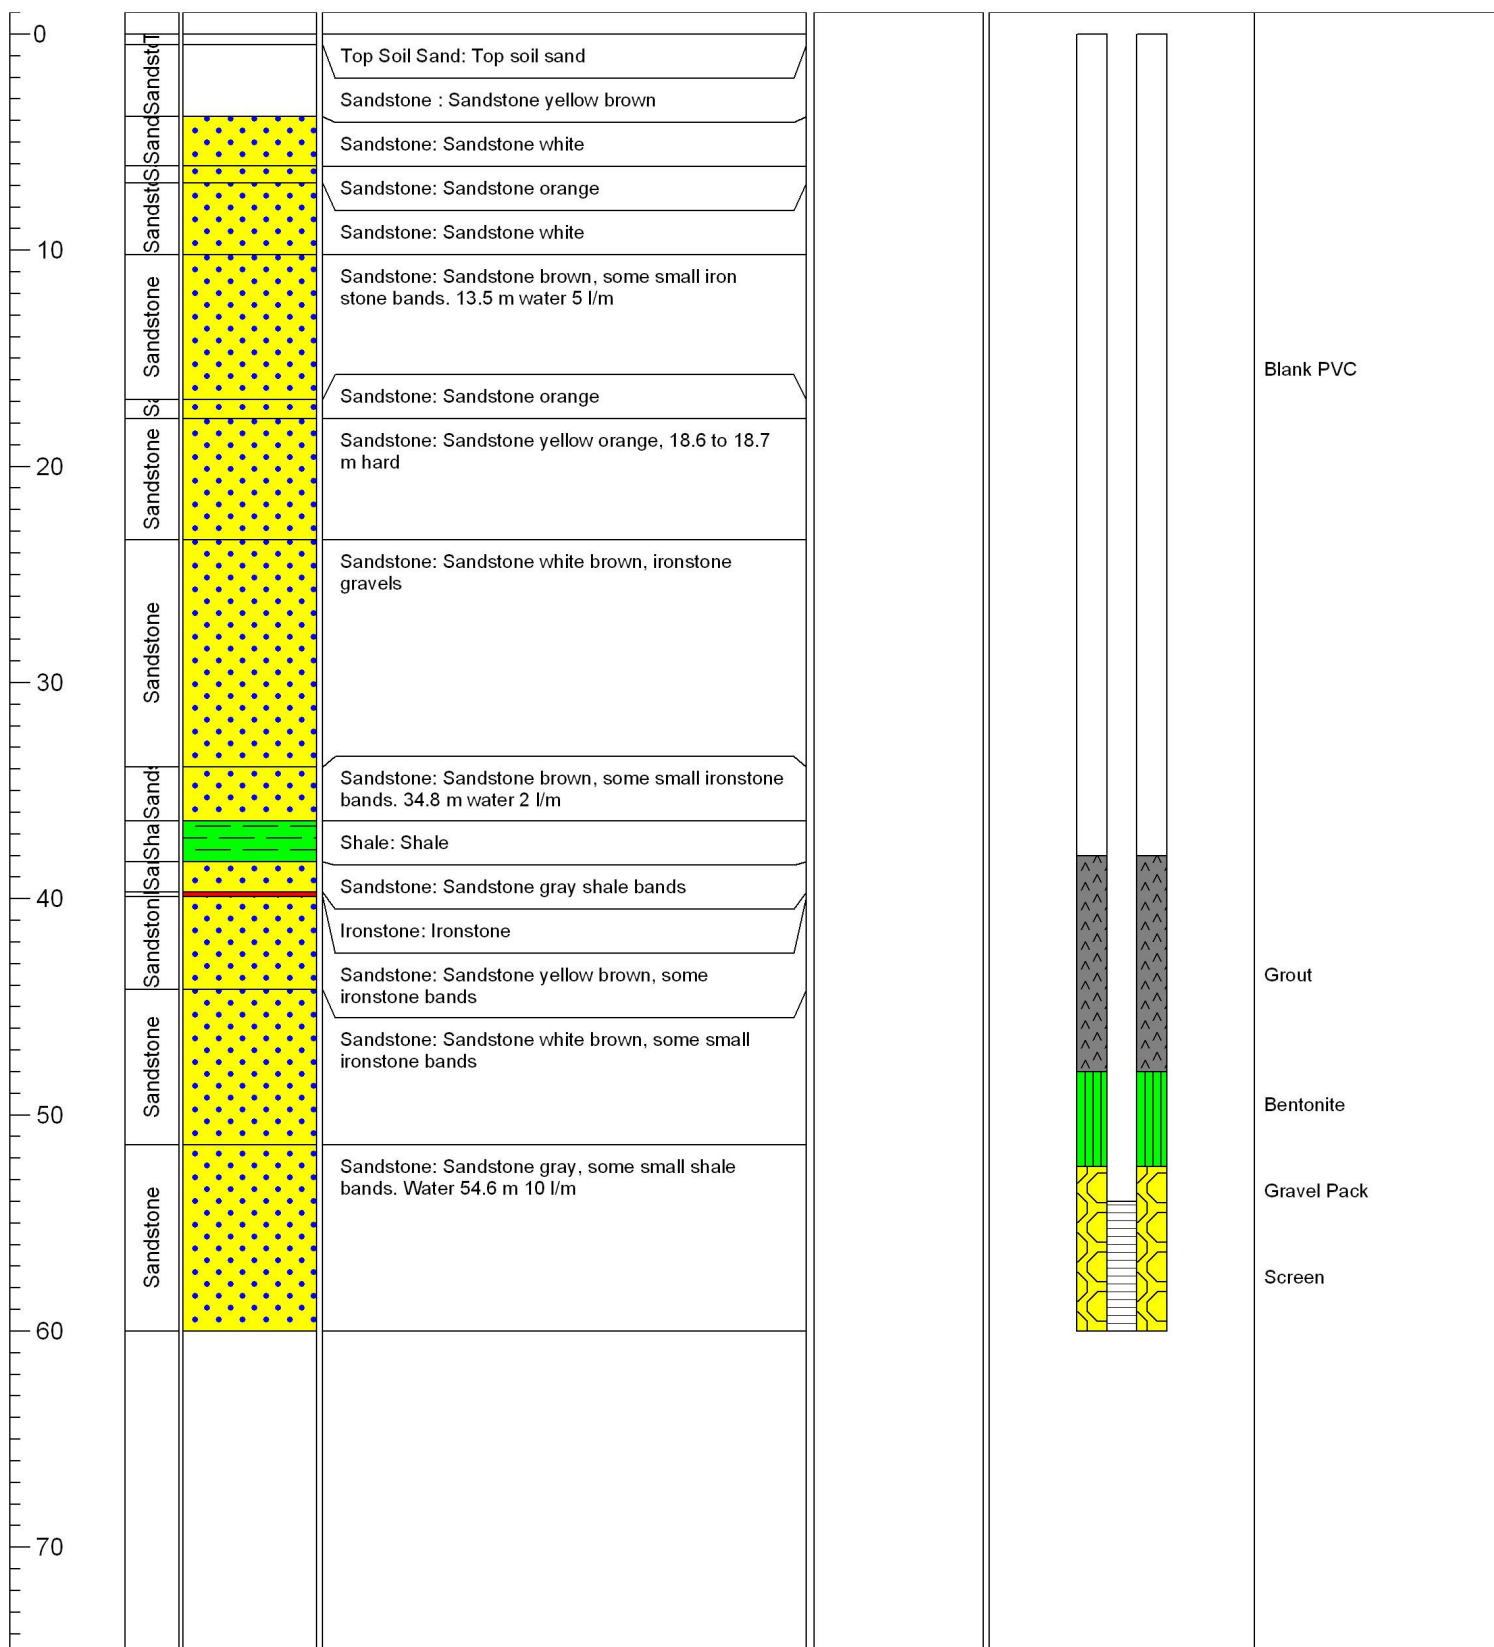 0
10
20
30
40
50
60
70
Sandst
Sand
Sandst
Sandstone
Sandstone
Sandstone
Sands
Sha
Sandston
Sandstone
Sandstone
Top Soil Sand: Top soil sand
Sandstone : Sandstone yellow brown
Sandstone: Sandstone white
Sandstone: Sandstone orange
Sandstone: Sandstone white
Sandstone: Sandstone brown, some small iron
stone bands. 13.5 m water 5 l/m
Sandstone: Sandstone orange
Sandstone: Sandstone yellow orange, 18.6 to 18.7
m hard
Sandstone: Sandstone white brown, ironstone
gravels
Sandstone: Sandstone brown, some small ironstone
bands. 34.8 m water 2 l/m
Shale: Shale
Sandstone: Sandstone gray shale bands
Ironstone: Ironstone
Sandstone: Sandstone yellow brown, some
ironstone bands
Sandstone: Sandstone white brown, some small
ironstone bands
Sandstone: Sandstone gray, some small shale
bands. Water 54.6 m 10 l/m
Blank PVC
Grout
Bentonite
Gravel Pack
Screen